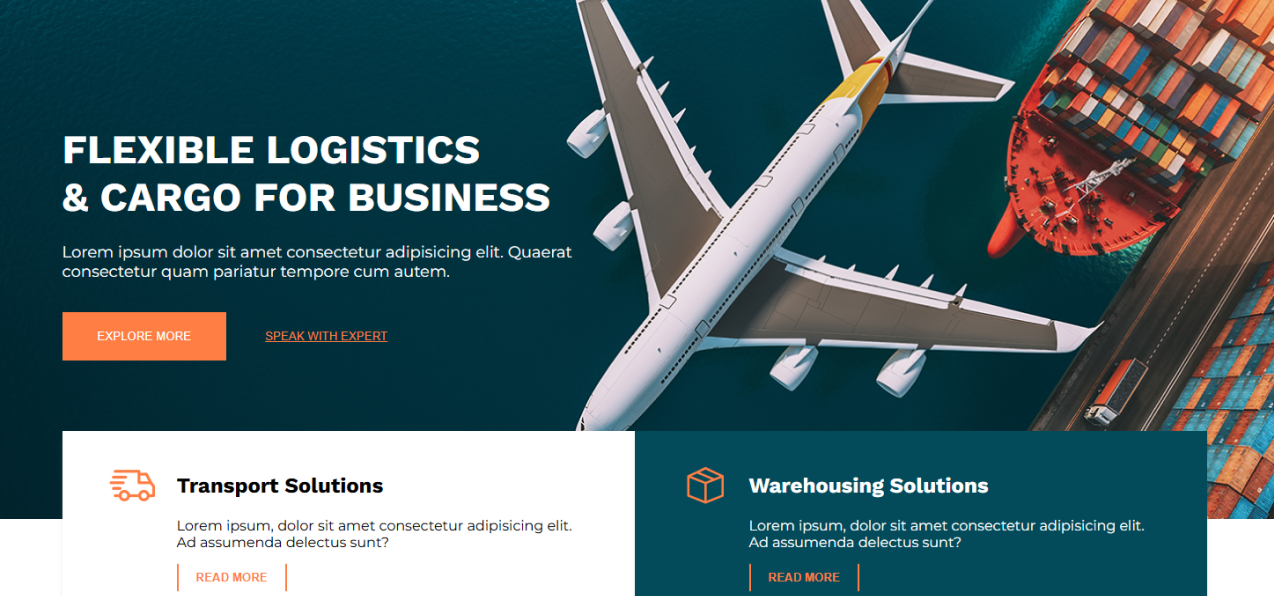 FLEXIBLE LOGISTICS
& CARGO FOR BUSINESS
Lorem ipsum dolor sit amet consectetur adipisicing elit. Quaerat
consectetur quam pariatur tempore cum autem.
EXPLORE MORE
SPEAK WITH EXPERT
Transport Solutions
Lorem ipsum, dolor sit amet consectetur adipisicing elit.
Ad assumenda delectus sunt?
READ MORE
Warehousing Solutions
Lorem ipsum, dolor sit amet consectetur adipisicing elit.
Ad assumenda delectus sunt?
READ MORE